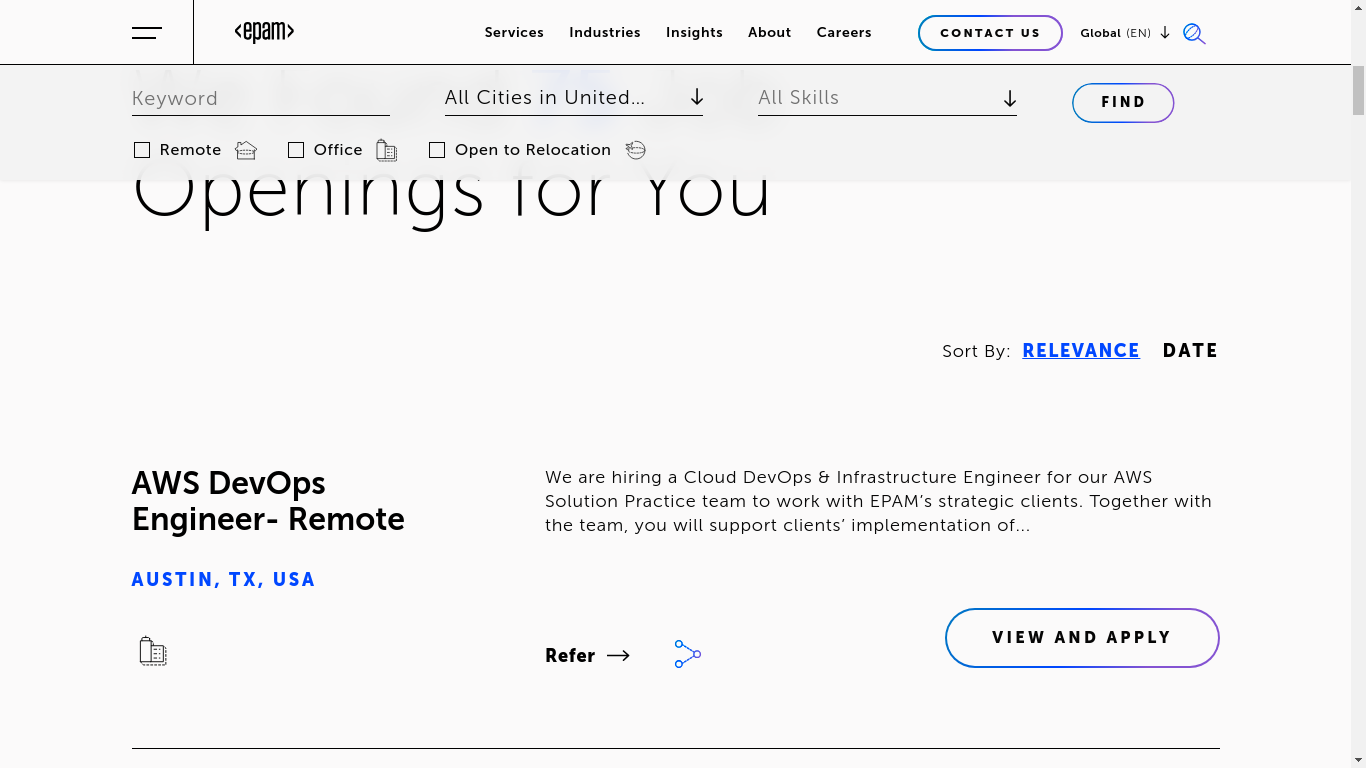 <epam>
Services Industries Insights About Careers CONTACT US Global (EN)
Keyword All Cities in United... All Skills FIND
Remote Office Open to Relocation
Openings for You
Sort By: RELEVANCE DATE
AWS DevOps
Engineer- Remote
We are hiring a Cloud DevOps & Infrastructure Engineer for our AWS
Solution Practice team to work with EPAM’s strategic clients. Together with
the team, you will support clients’ implementation of...
AUSTIN, TX, USA
Refer
VIEW AND APPLY